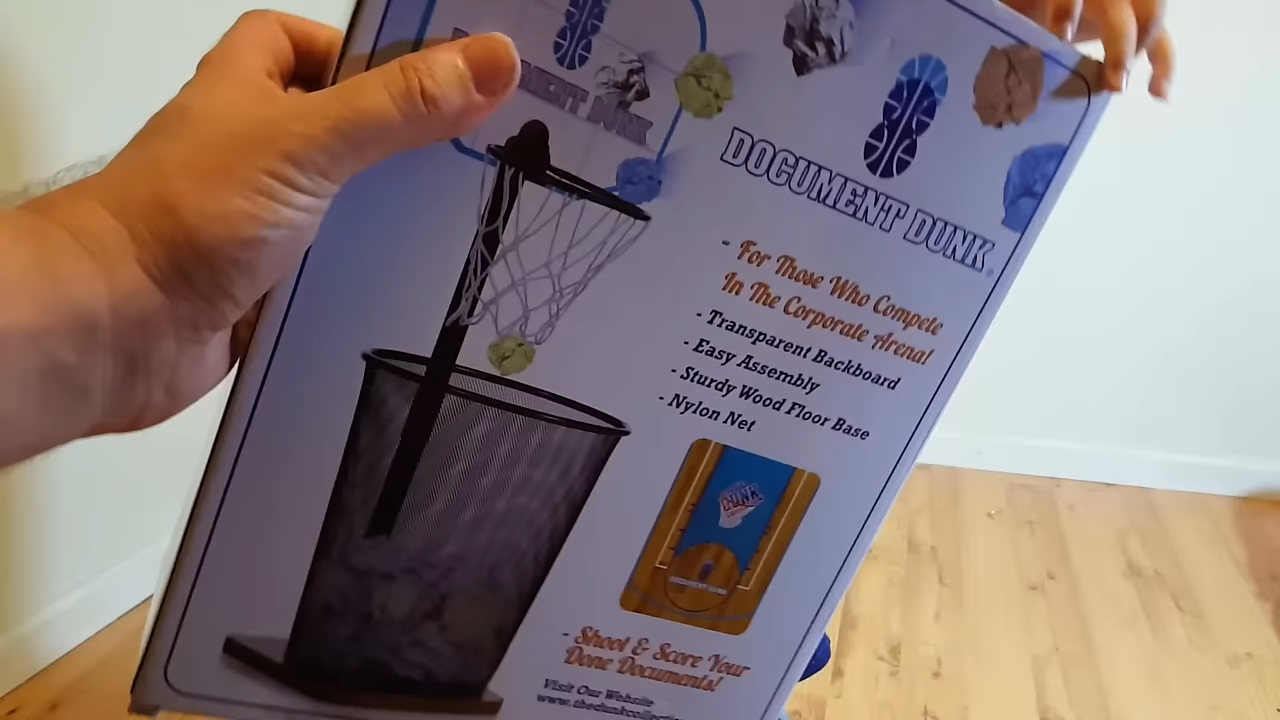 DOCUMENT DUNK
- For Those Who Compete
In The Corporate Arena!
- Transparent Backboard
- Easy Assembly
- Sturdy Wood Floor Base
- Nylon Net
DUNK
- Shoot & Score Your
Done Documents!
Visit Our Website